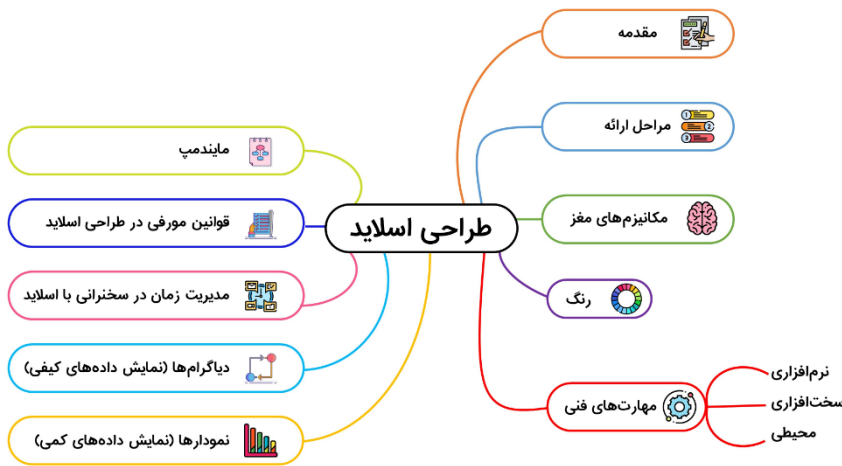 مقدمه
مراحل ارائه
مکانیزم‌های مغز
رنگ
مهارت‌های فنی
نرم‌افزاری
سخت‌افزاری
محیطی
طراحی اسلاید
مایندمپ
قوانین مورفی در طراحی اسلاید
مدیریت زمان در سخنرانی با اسلاید
دیاگرام‌ها (نمایش داده‌های کیفی)
نمودارها (نمایش داده‌های کمی)